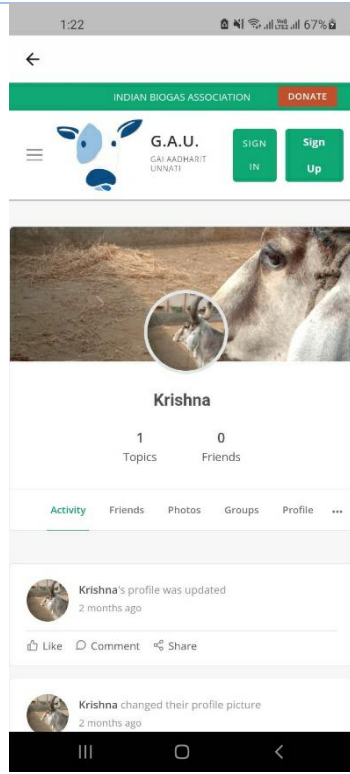 1:22
67%
INDIAN BIOGAS ASSOCIATION DONATE
G.A.U.
GAI AADHARIT
UNNATI
SIGN
IN
Sign
Up
Krishna
1 0
Topics Friends
Activity Friends Photos Groups Profile ...
Krishna's profile was updated
2 months ago
Like Comment Share
Krishna changed their profile picture
2 months ago